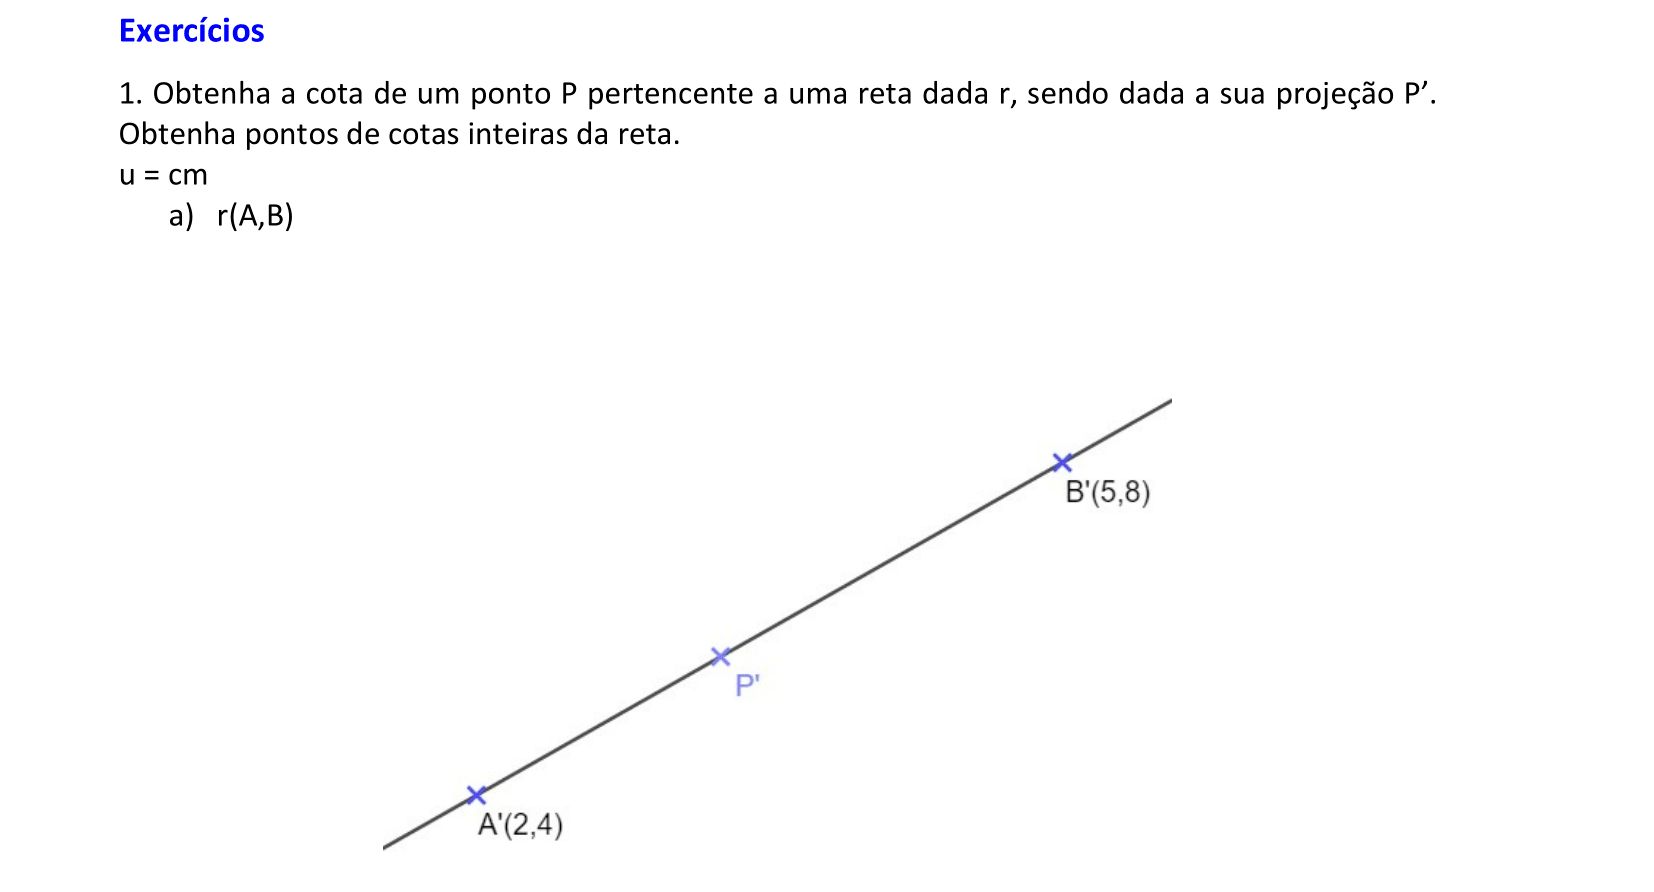 Exercícios
1. Obtenha a cota de um ponto P pertencente a uma reta dada r, sendo dada a sua projeção P’.
Obtenha pontos de cotas inteiras da reta.
u = cm
a) r(A,B)
B'(5,8)
P'
A'(2,4)